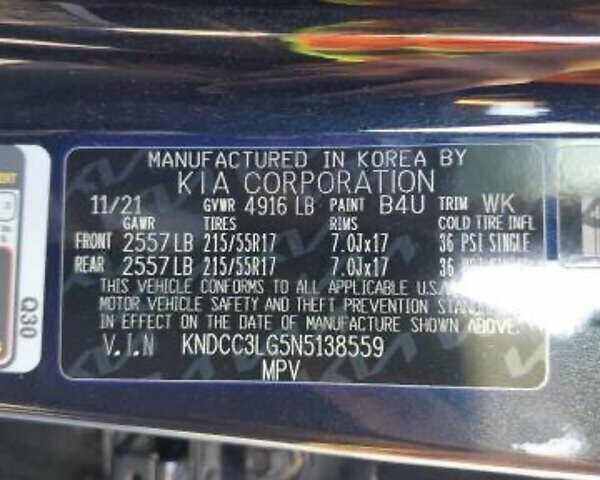 MANUFACTURED IN KOREA BY
KIA CORPORATION
11/21 GVWR 4916 LB PAINT B4U TRIM WK
GAWR TIRES RIMS COLD TIRE INFL
FRONT 2557 LB 215/55R17 7.0Jx17 36 PSI SINGLE
REAR 2557 LB 215/55R17 7.0Jx17 36 PSI SINGLE
THIS VEHICLE CONFORMS TO ALL APPLICABLE U.S.
MOTOR VEHICLE SAFETY AND THEFT PREVENTION
IN EFFECT ON THE DATE OF MANUFACTURE SHOWN ABOVE.
V.I.N KNDCC3LG5N5138559
MPV
Q30